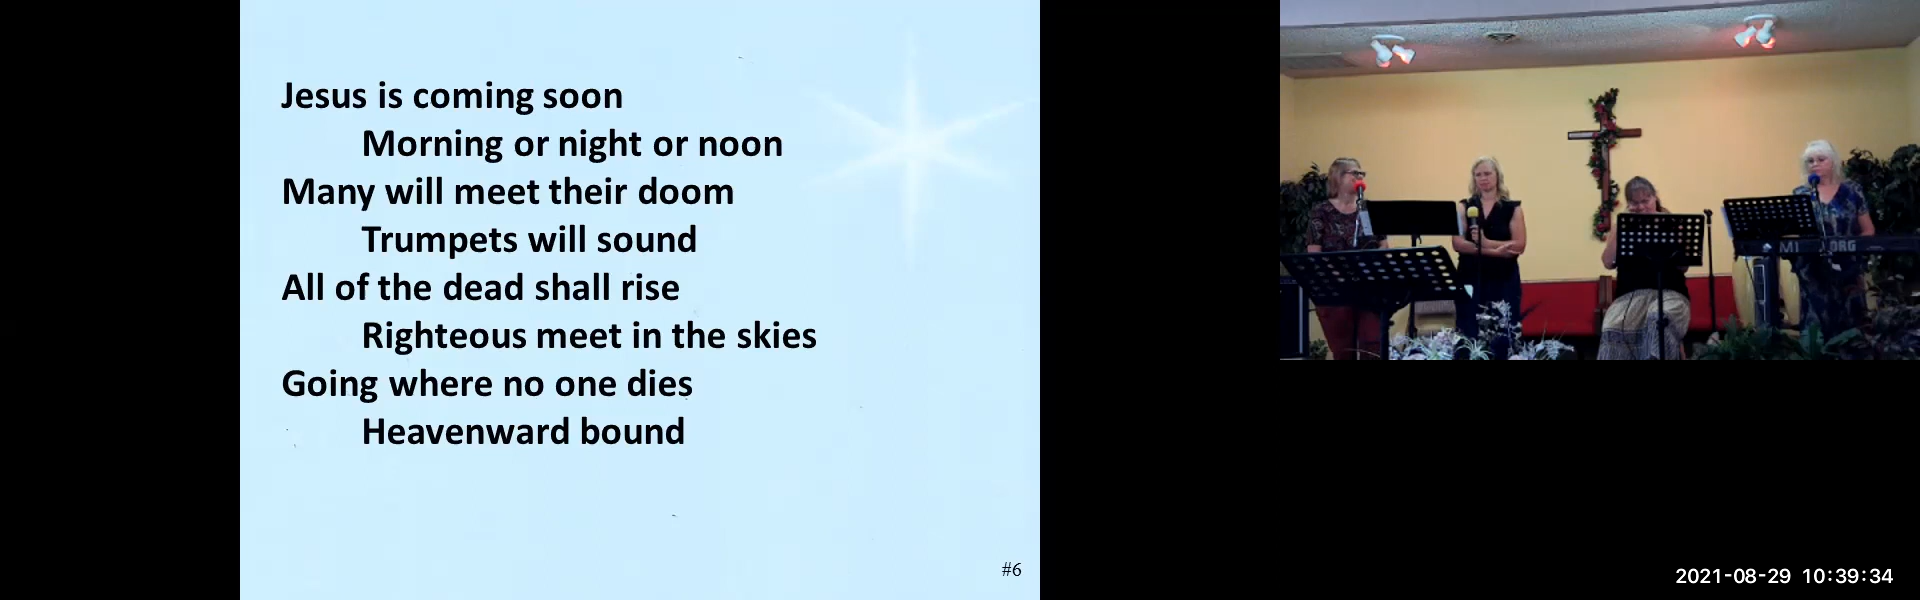 Jesus is coming soon
Morning or night or noon
Many will meet their doom
Trumpets will sound
All of the dead shall rise
Righteous meet in the skies
Going where no one dies
Heavenward bound
#6
2021-08-29 10:39:34